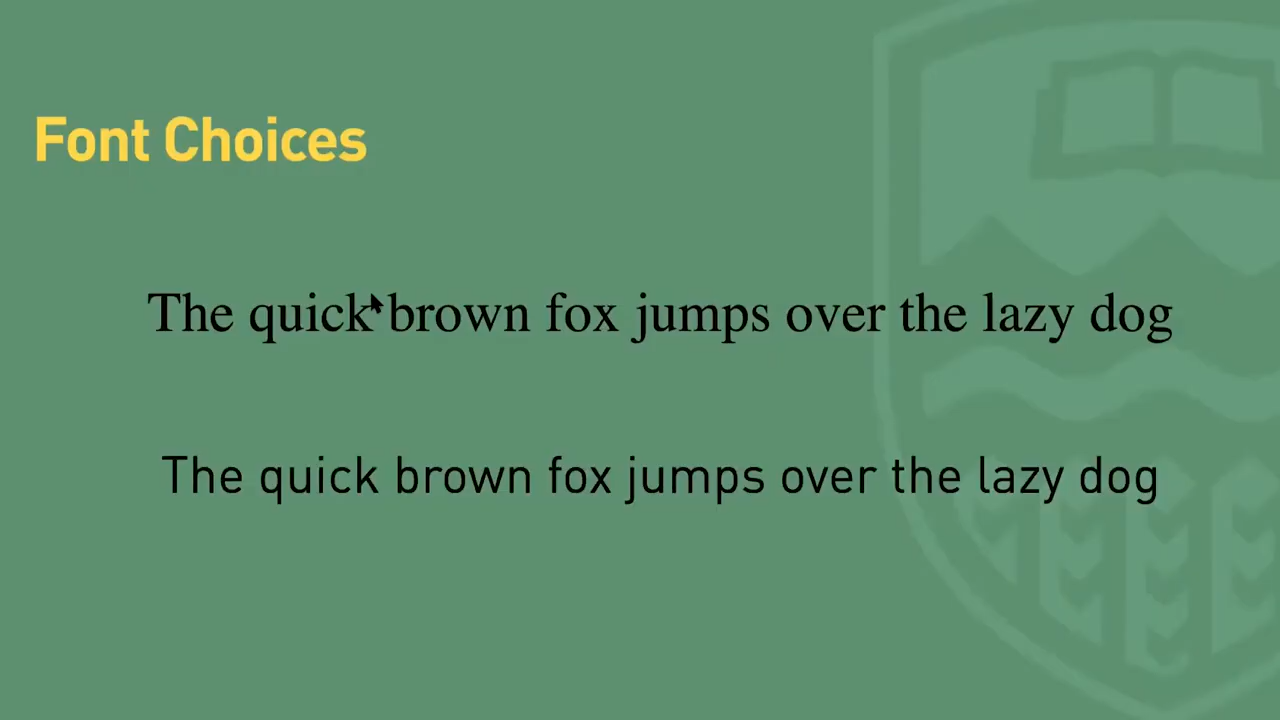 Font Choices
The quick brown fox jumps over the lazy dog
The quick brown fox jumps over the lazy dog